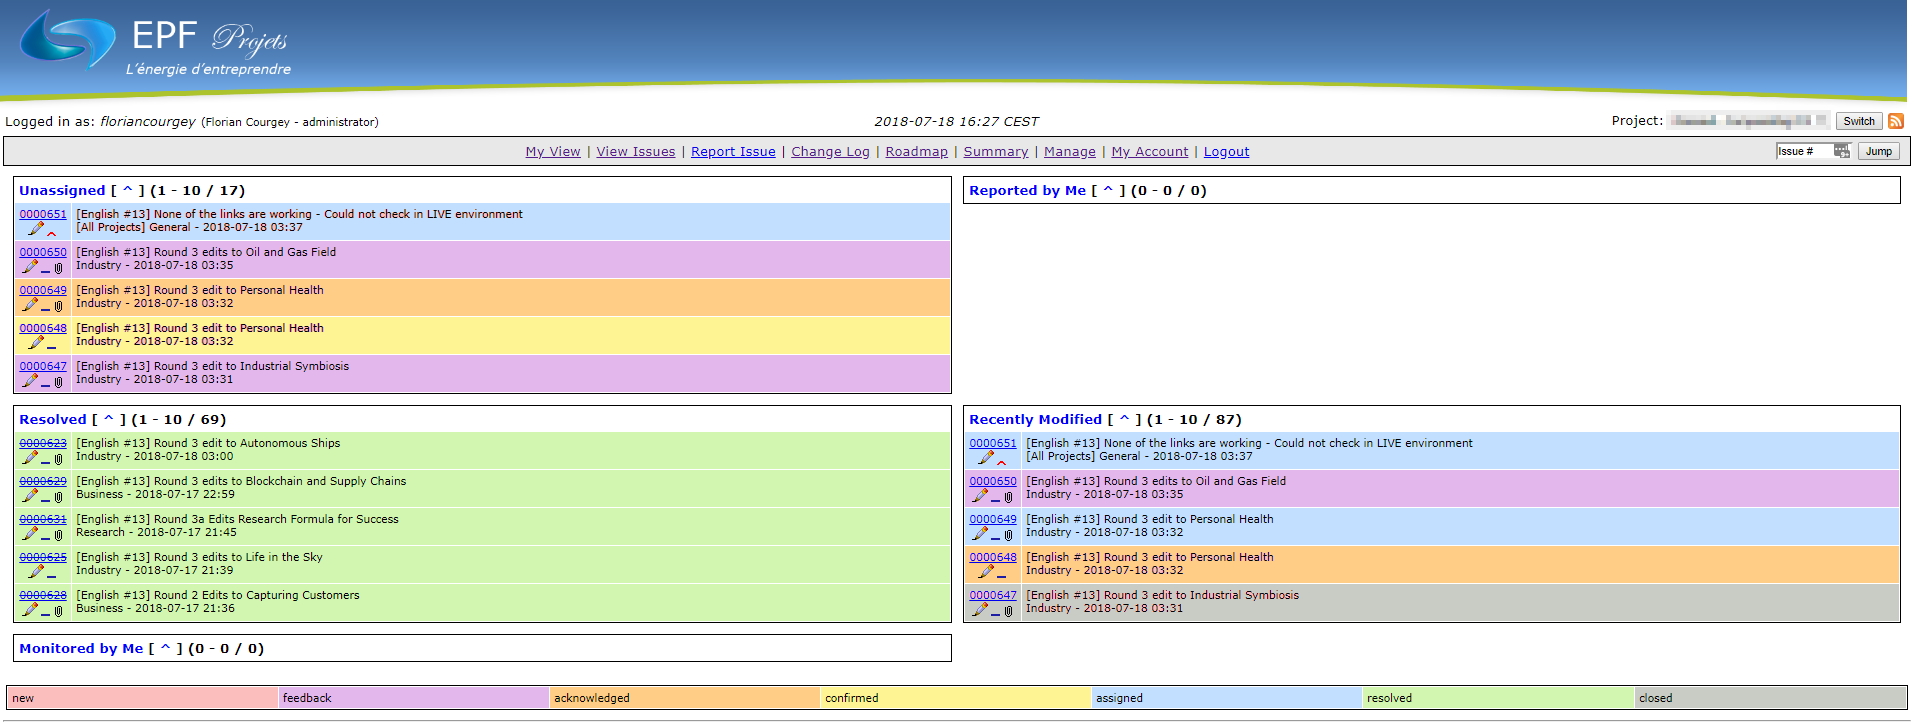 EPF Projets
L'énergie d'entreprendre
Logged in as: floriancourgey (Florian Courgey - administrator)
2018-07-18 16:27 CEST
Project:
Switch
My View | View Issues | Report Issue | Change Log | Roadmap | Summary | Manage | My Account | Logout
Issue #
Jump
Unassigned [ ^ ] (1 - 10 / 17)
0000651 [English #13] None of the links are working - Could not check in LIVE environment
[All Projects] General - 2018-07-18 03:37
0000650 [English #13] Round 3 edits to Oil and Gas Field
Industry - 2018-07-18 03:35
0000649 [English #13] Round 3 edit to Personal Health
Industry - 2018-07-18 03:32
0000648 [English #13] Round 3 edit to Personal Health
Industry - 2018-07-18 03:32
0000647 [English #13] Round 3 edit to Industrial Symbiosis
Industry - 2018-07-18 03:31
Reported by Me [ ^ ] (0 - 0 / 0)
Resolved [ ^ ] (1 - 10 / 69)
0000623 [English #13] Round 3 edit to Autonomous Ships
Industry - 2018-07-18 03:00
0000629 [English #13] Round 3 edits to Blockchain and Supply Chains
Business - 2018-07-17 22:59
0000631 [English #13] Round 3a Edits Research Formula for Success
Research - 2018-07-17 21:45
0000625 [English #13] Round 3 edits to Life in the Sky
Industry - 2018-07-17 21:39
0000628 [English #13] Round 2 Edits to Capturing Customers
Business - 2018-07-17 21:36
Recently Modified [ ^ ] (1 - 10 / 87)
0000651 [English #13] None of the links are working - Could not check in LIVE environment
[All Projects] General - 2018-07-18 03:37
0000650 [English #13] Round 3 edits to Oil and Gas Field
Industry - 2018-07-18 03:35
0000649 [English #13] Round 3 edit to Personal Health
Industry - 2018-07-18 03:32
0000648 [English #13] Round 3 edit to Personal Health
Industry - 2018-07-18 03:32
0000647 [English #13] Round 3 edit to Industrial Symbiosis
Industry - 2018-07-18 03:31
Monitored by Me [ ^ ] (0 - 0 / 0)
new
feedback
acknowledged
confirmed
assigned
resolved
closed